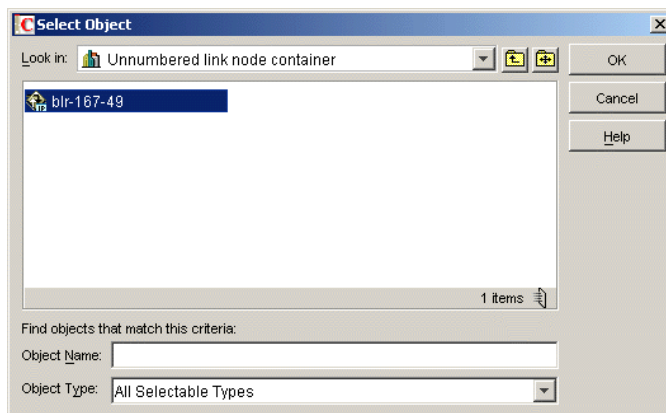 Select Object
Look in: Unnumbered link node container
OK
blr-167-49
Cancel
Help
1 items
Find objects that match this criteria:
Object Name:
Object Type: All Selectable Types